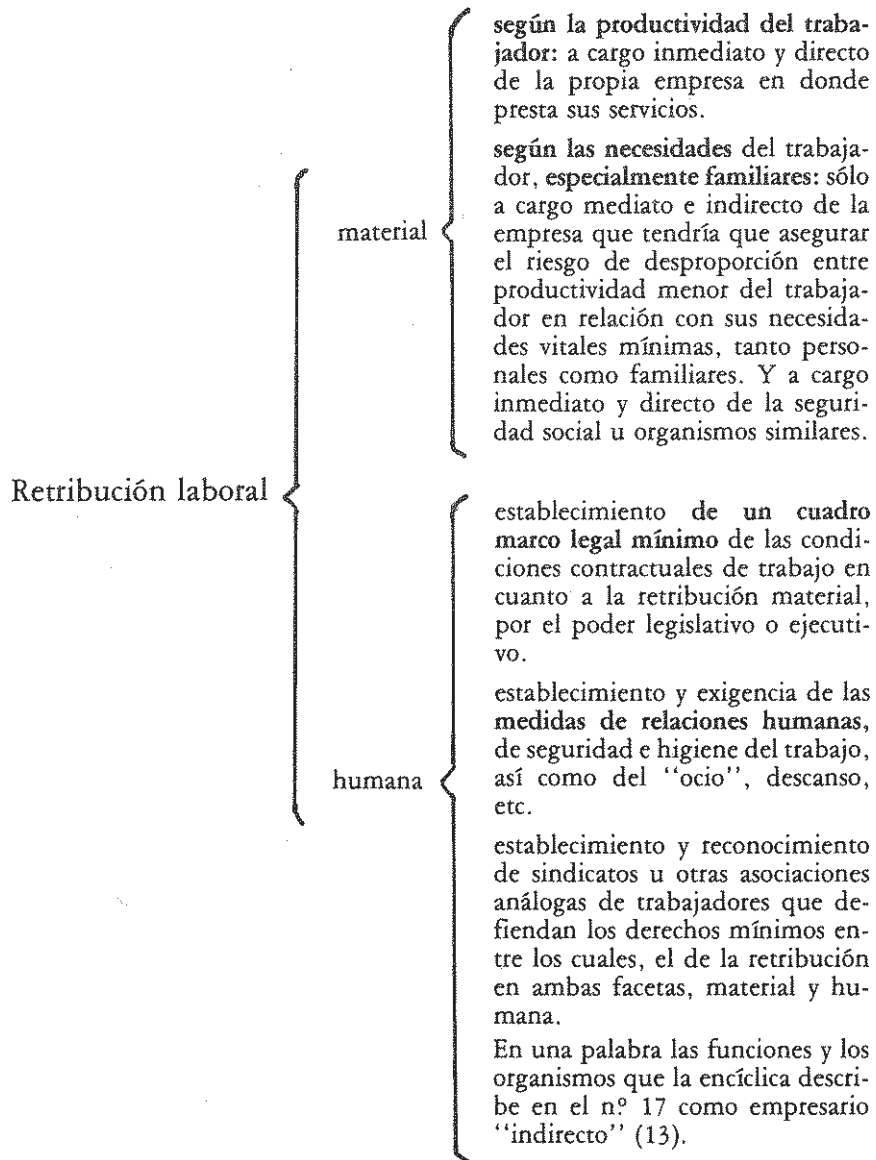 Retribución laboral
material
según la productividad del traba-
jador: a cargo inmediato y directo
de la propia empresa en donde
presta sus servicios.
según las necesidades del trabaja-
dor, especialmente familiares: sólo
a cargo mediato e indirecto de la
empresa que tendría que asegurar
el riesgo de desproporción entre
productividad menor del trabaja-
dor en relación con sus necesida-
des vitales mínimas, tanto perso-
nales como familiares. Y a cargo
inmediato y directo de la seguri-
dad social u organismos similares.
humana
establecimiento de un cuadro
marco legal mínimo de las condi-
ciones contractuales de trabajo en
cuanto a la retribución material,
por el poder legislativo o ejecuti-
vo.
establecimiento y exigencia de las
medidas de relaciones humanas,
de seguridad e higiene del trabajo,
así como del ‘‘ocio’’, descanso,
etc.
establecimiento y reconocimiento
de sindicatos u otras asociaciones
análogas de trabajadores que de-
fiendan los derechos mínimos en-
tre los cuales, el de la retribución
en ambas facetas, material y hu-
mana.
En una palabra las funciones y los
organismos que la encíclica descri-
be en el n.º 17 como empresario
‘‘indirecto’’ (13).